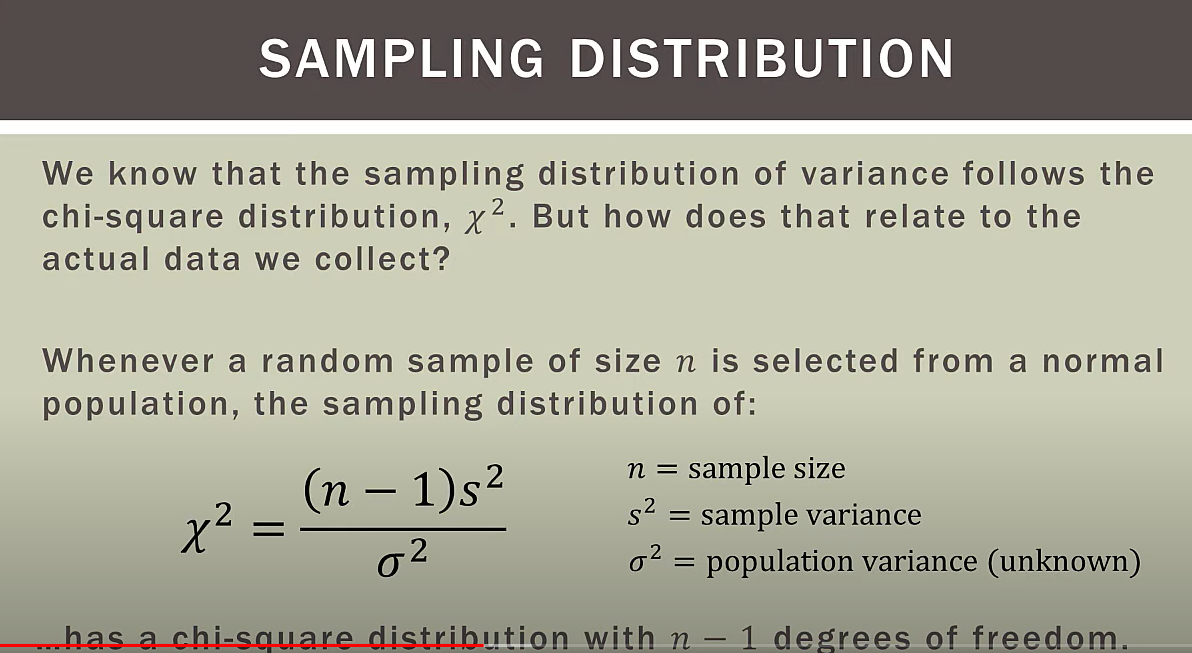 SAMPLING DISTRIBUTION
We know that the sampling distribution of variance follows the
chi-square distribution, χ². But how does that relate to the
actual data we collect?
Whenever a random sample of size n is selected from a normal
population, the sampling distribution of:
χ² = (n − 1)s² / σ²
n = sample size
s² = sample variance
σ² = population variance (unknown)
...has a chi-square distribution with n − 1 degrees of freedom.